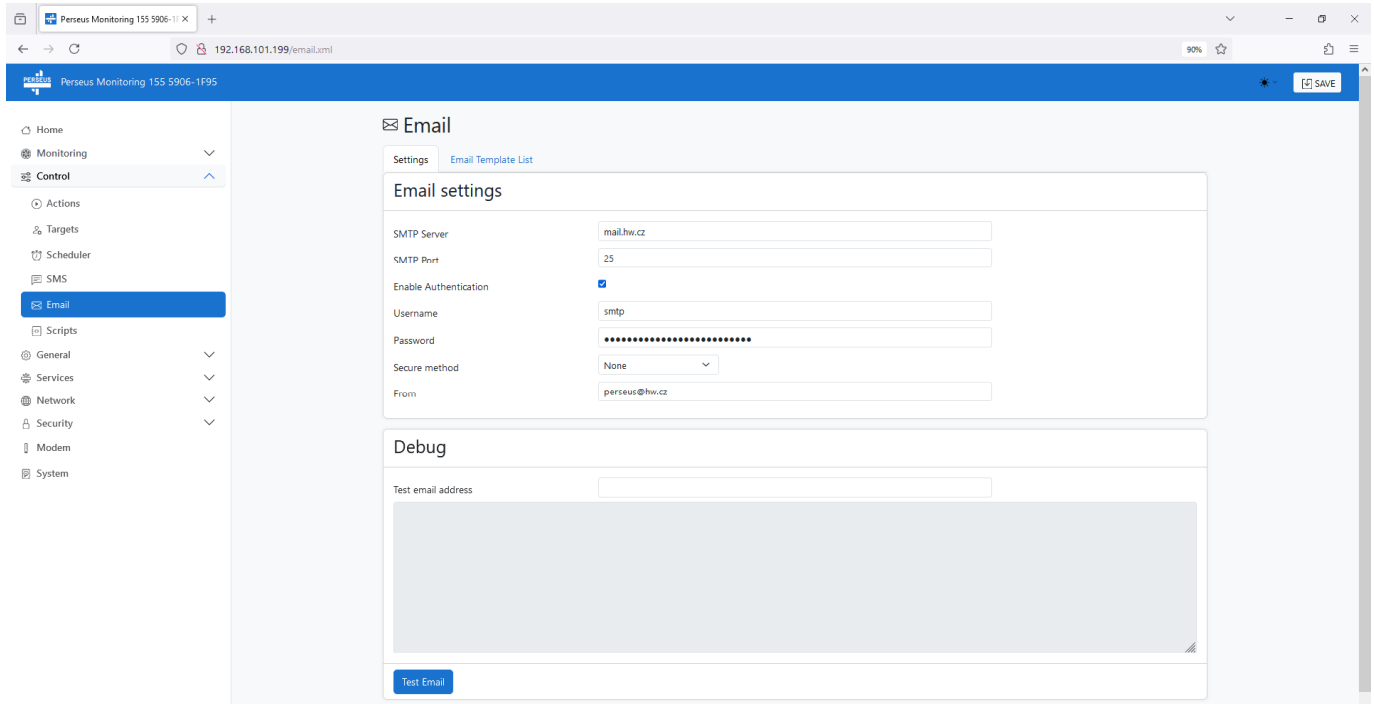 Perseus Monitoring 155 5906-1F
192.168.101.199/email.xml
90%
PERSEUS
Perseus Monitoring 155 5906-1F95
SAVE
Home
Monitoring
Control
Actions
Targets
Scheduler
SMS
Email
Scripts
General
Services
Network
Security
Modem
System
Email
Settings Email Template List
Email settings
SMTP Server mail.hw.cz
SMTP Port 25
Enable Authentication
Username smtp
Password ••••••••••••••••••••••••••
Secure method None
From perseus@hw.cz
Debug
Test email address
Test Email